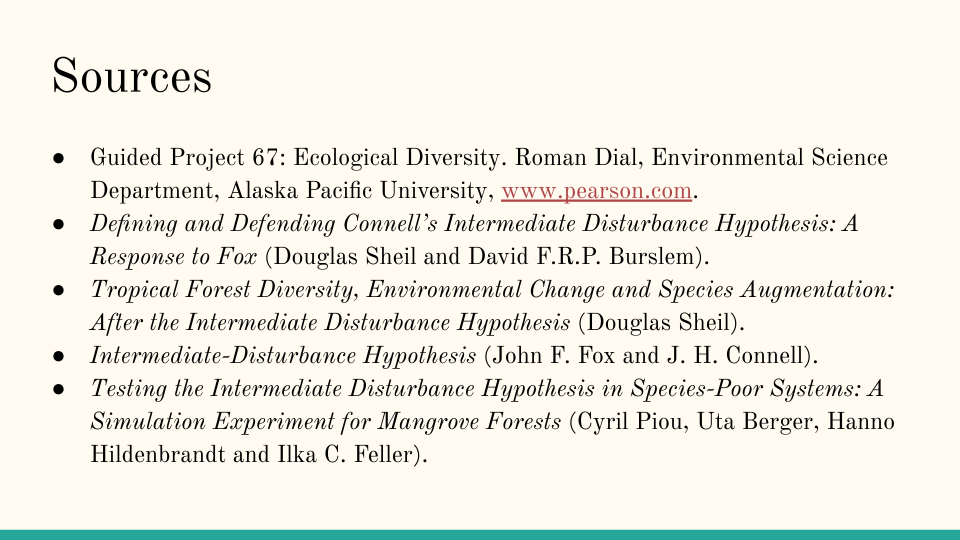 Sources
● Guided Project 67: Ecological Diversity. Roman Dial, Environmental Science
Department, Alaska Pacific University, www.pearson.com.
● Defining and Defending Connell’s Intermediate Disturbance Hypothesis: A
Response to Fox (Douglas Sheil and David F.R.P. Burslem).
● Tropical Forest Diversity, Environmental Change and Species Augmentation:
After the Intermediate Disturbance Hypothesis (Douglas Sheil).
● Intermediate-Disturbance Hypothesis (John F. Fox and J. H. Connell).
● Testing the Intermediate Disturbance Hypothesis in Species-Poor Systems: A
Simulation Experiment for Mangrove Forests (Cyril Piou, Uta Berger, Hanno
Hildenbrandt and Ilka C. Feller).